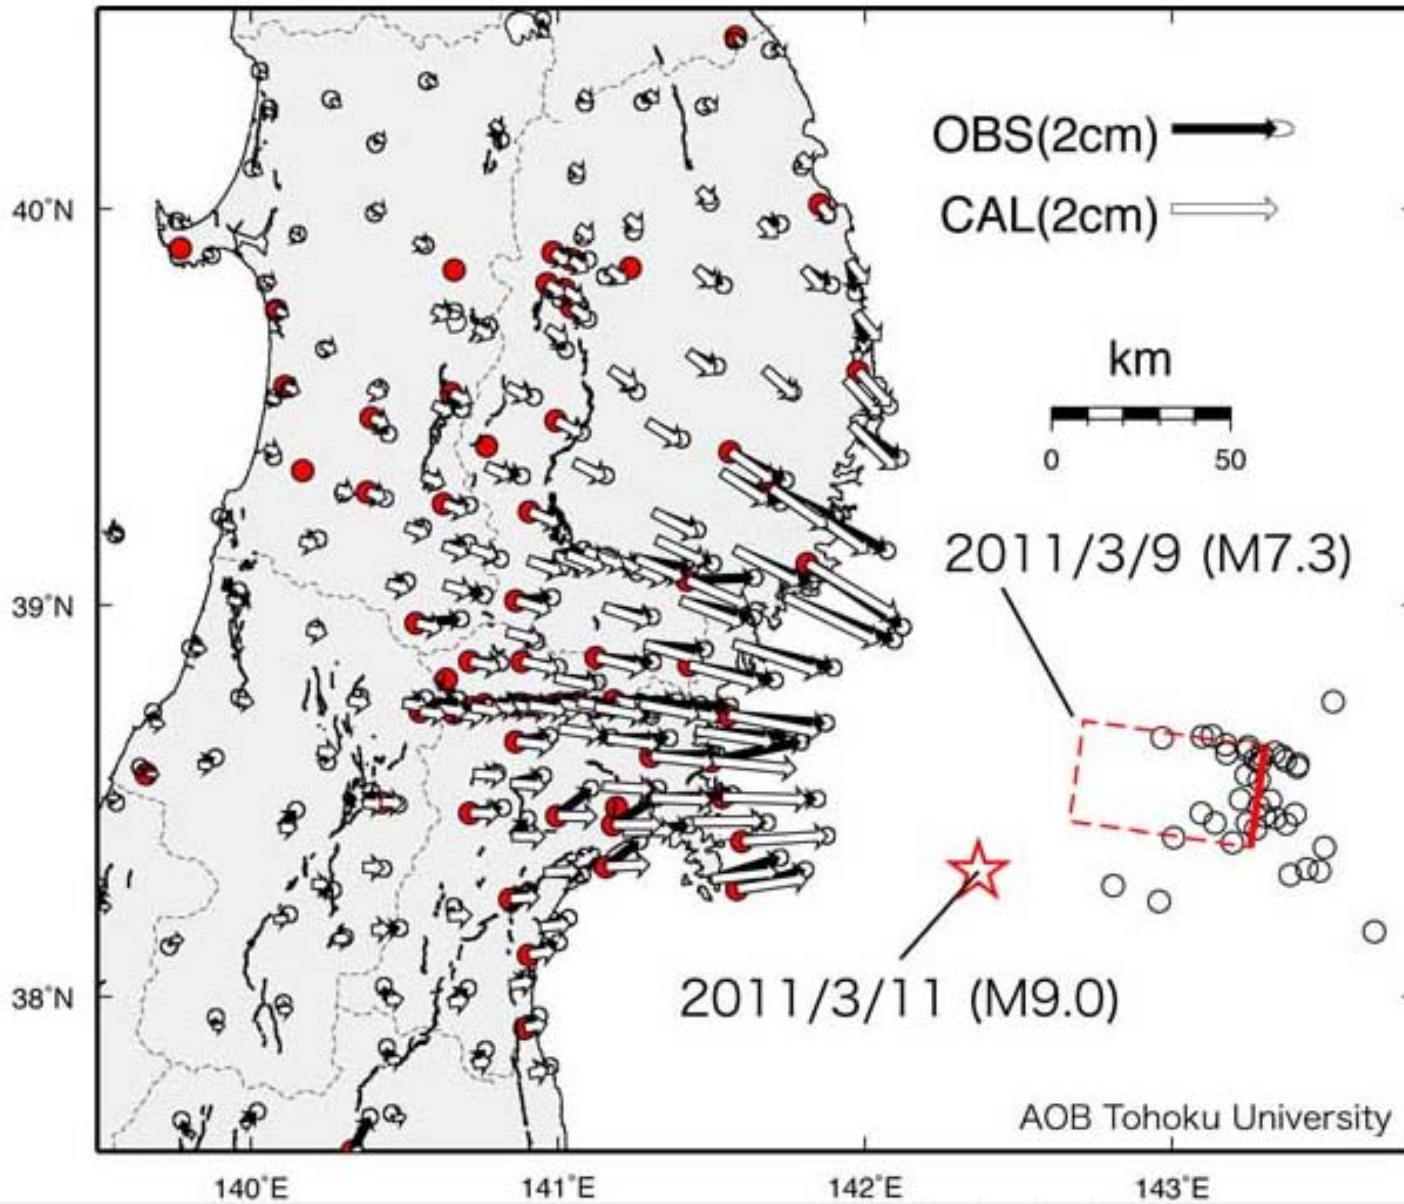 OBS(2cm)
40°N
CAL(2cm)
km
0 50
2011/3/9 (M7.3)
39°N
38°N
2011/3/11 (M9.0)
AOB Tohoku University
140°E 141°E 142°E 143°E